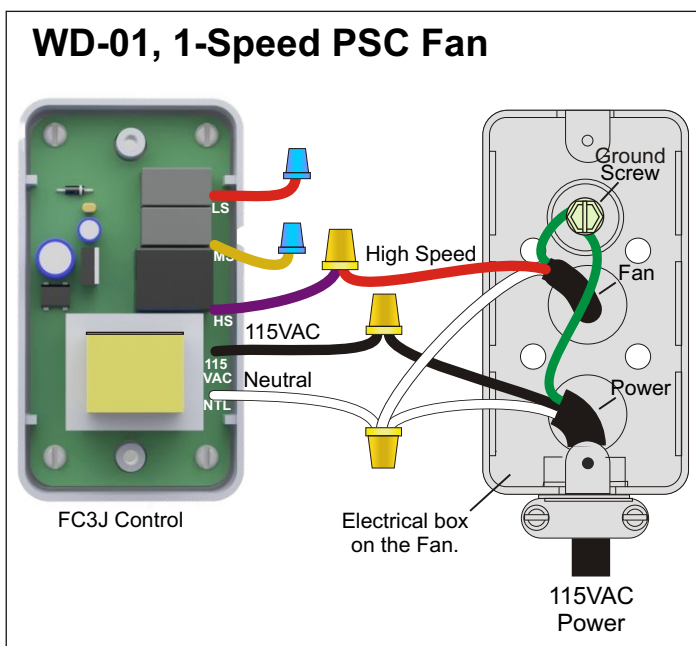 WD-01, 1-Speed PSC Fan
Ground
Screw
LS
MS
High Speed
Fan
HS
115VAC
115
VAC
Neutral
NTL
Power
FC3J Control
Electrical box
on the Fan.
115VAC
Power